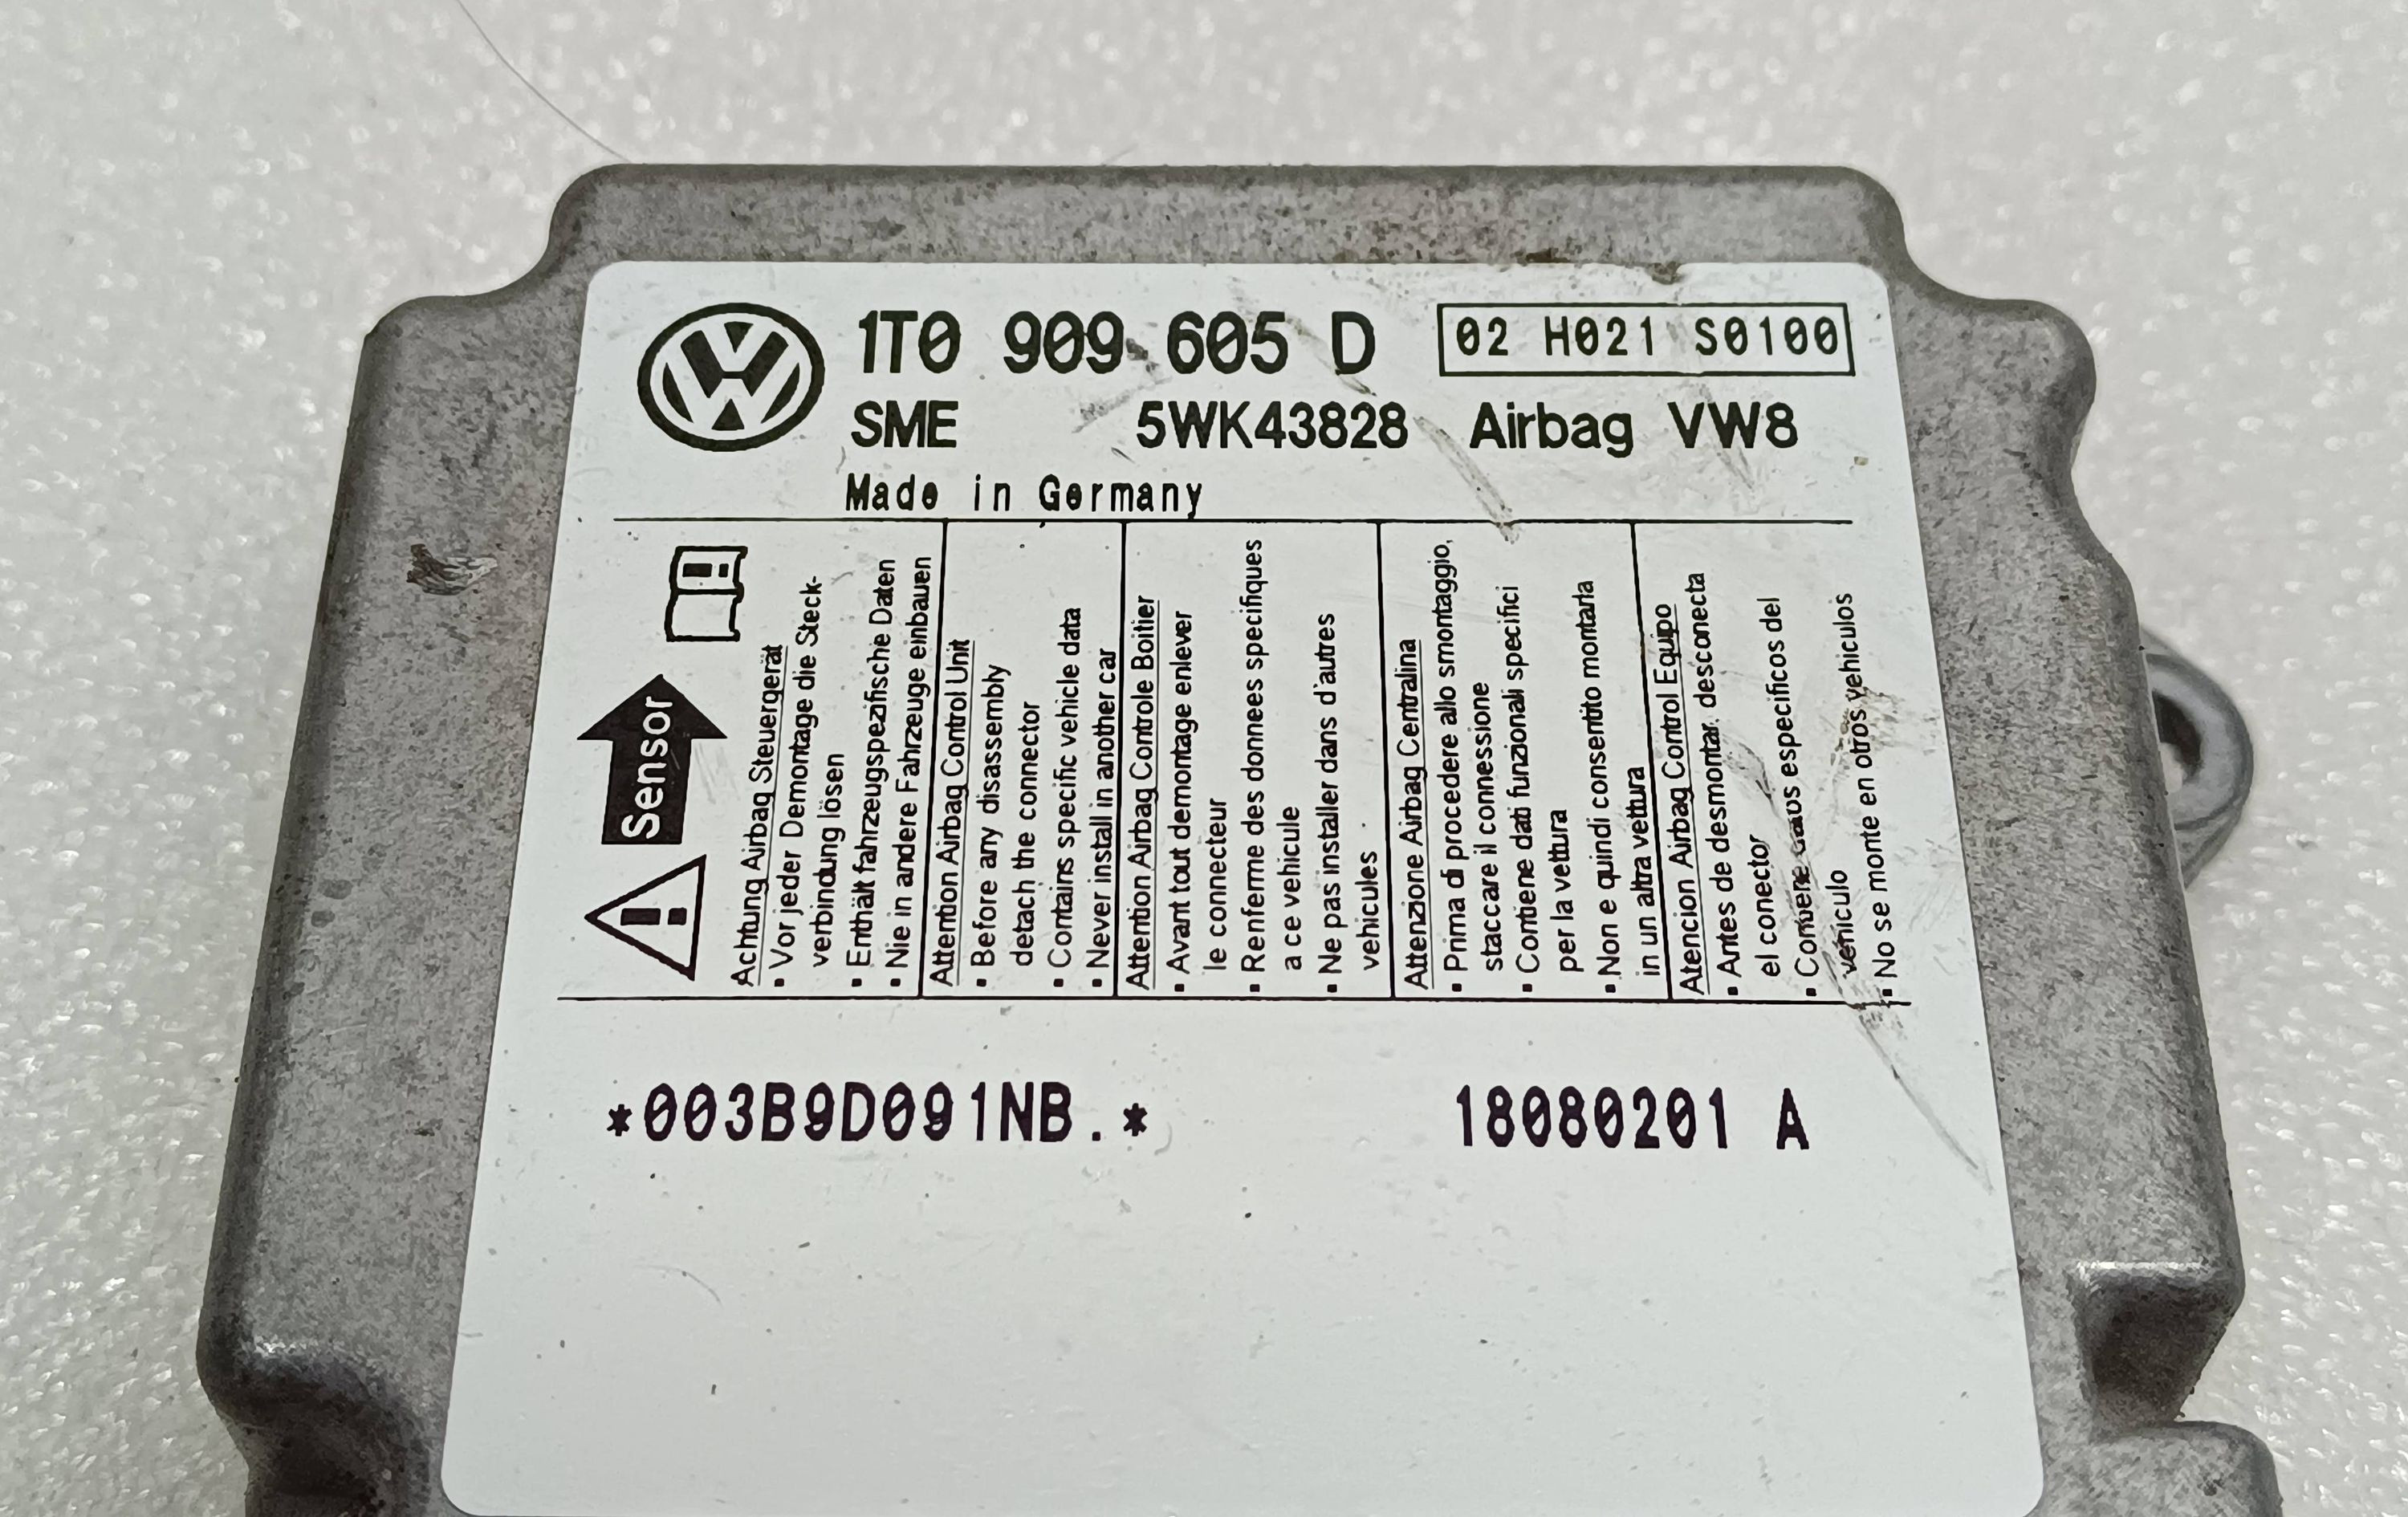 1T0 909 605 D 02 H021 S0100
SME 5WK43828 Airbag VW8
Made in Germany
Sensor
Achtung Airbag Steuergerät
▪ Vor jeder Demontage die Steck-
verbindung lösen
▪ Enthält fahrzeugspezifische Daten
▪ Nie in andere Fahrzeuge einbauen
Attention Airbag Control Unit
▪ Before any disassembly
detach the connector
▪ Contains specific vehicle data
▪ Never install in another car
Attention Airbag Controle Boitier
▪ Avant tout demontage enlever
le connecteur
▪ Renferme des donnees specifiques
a ce vehicule
▪ Ne pas installer dans d'autres
vehicules
Attenzione Airbag Centralina
▪ Prima di procedere allo smontaggio,
staccare il connessione
▪ Contiene dati funzionali specifici
per la vettura
▪ Non e quindi consentito montarla
in un altra vettura
Atencion Airbag Control Equipo
▪ Antes de desmontar, desconecta
el conector
▪ especificos del
vehiculo
▪ No se monte en otros vehiculos
*003B9D091NB.* 18080201 A